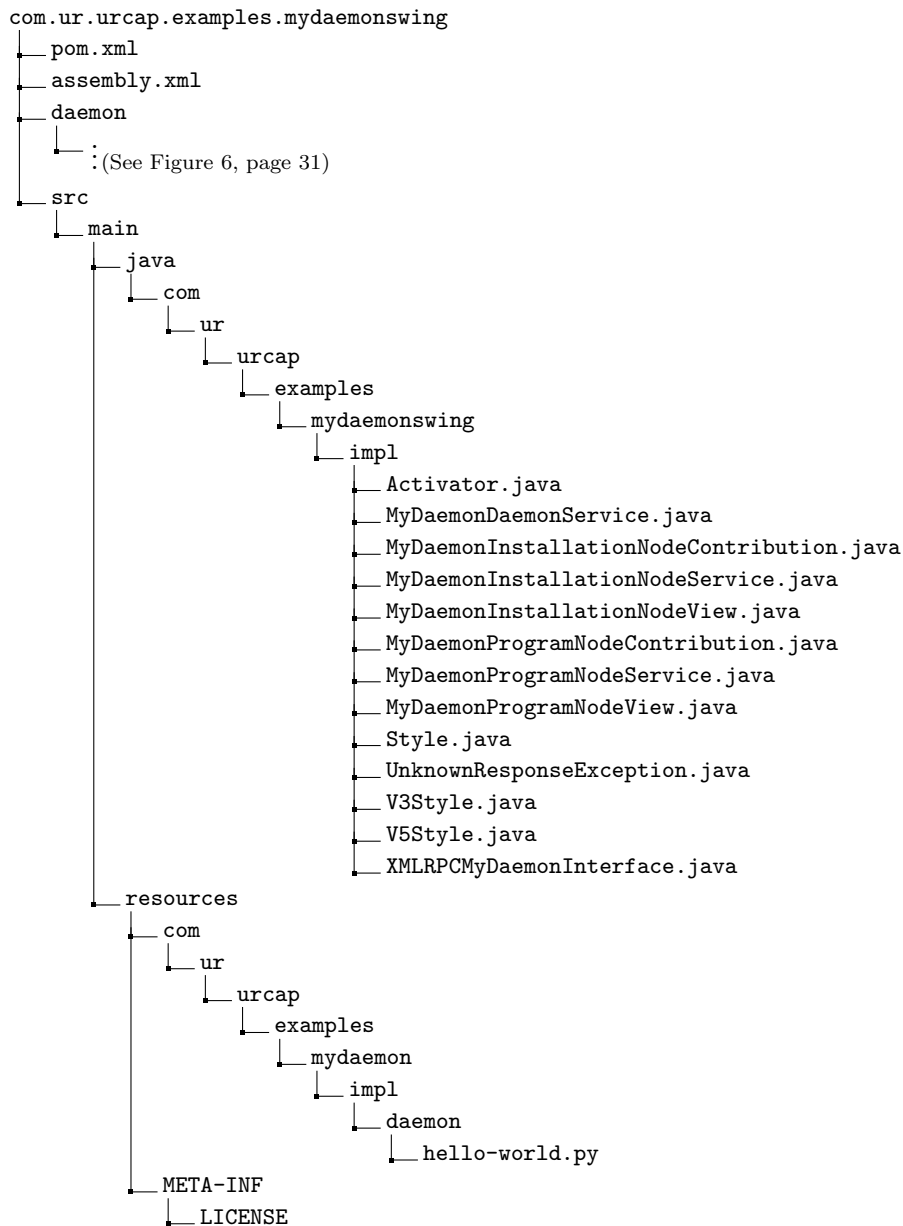 com.ur.urcap.examples.mydaemonswing
pom.xml
assembly.xml
daemon
(See Figure 6, page 31)
src
main
java
com
ur
urcap
examples
mydaemonswing
impl
Activator.java
MyDaemonDaemonService.java
MyDaemonInstallationNodeContribution.java
MyDaemonInstallationNodeService.java
MyDaemonInstallationNodeView.java
MyDaemonProgramNodeContribution.java
MyDaemonProgramNodeService.java
MyDaemonProgramNodeView.java
Style.java
UnknownResponseException.java
V3Style.java
V5Style.java
XMLRPCMyDaemonInterface.java
resources
com
ur
urcap
examples
mydaemon
impl
daemon
hello-world.py
META-INF
LICENSE